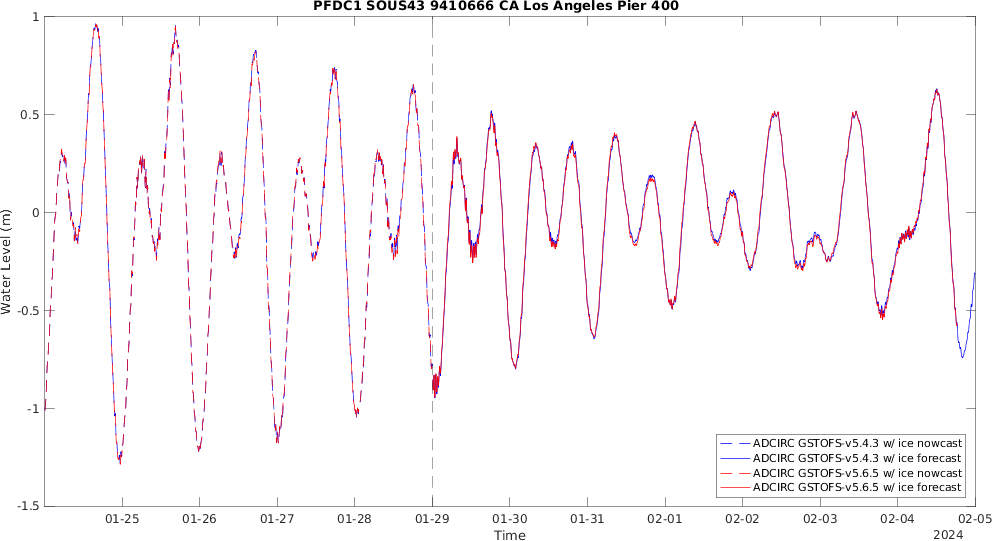 PFDC1 SOUS43 9410666 CA Los Angeles Pier 400
1
0.5
0
-0.5
-1
-1.5
Water Level (m)
01-25 01-26 01-27 01-28 01-29 01-30 01-31 02-01 02-02 02-03 02-04 02-05
Time
2024
ADCIRC GSTOFS-v5.4.3 w/ ice nowcast
ADCIRC GSTOFS-v5.4.3 w/ ice forecast
ADCIRC GSTOFS-v5.6.5 w/ ice nowcast
ADCIRC GSTOFS-v5.6.5 w/ ice forecast